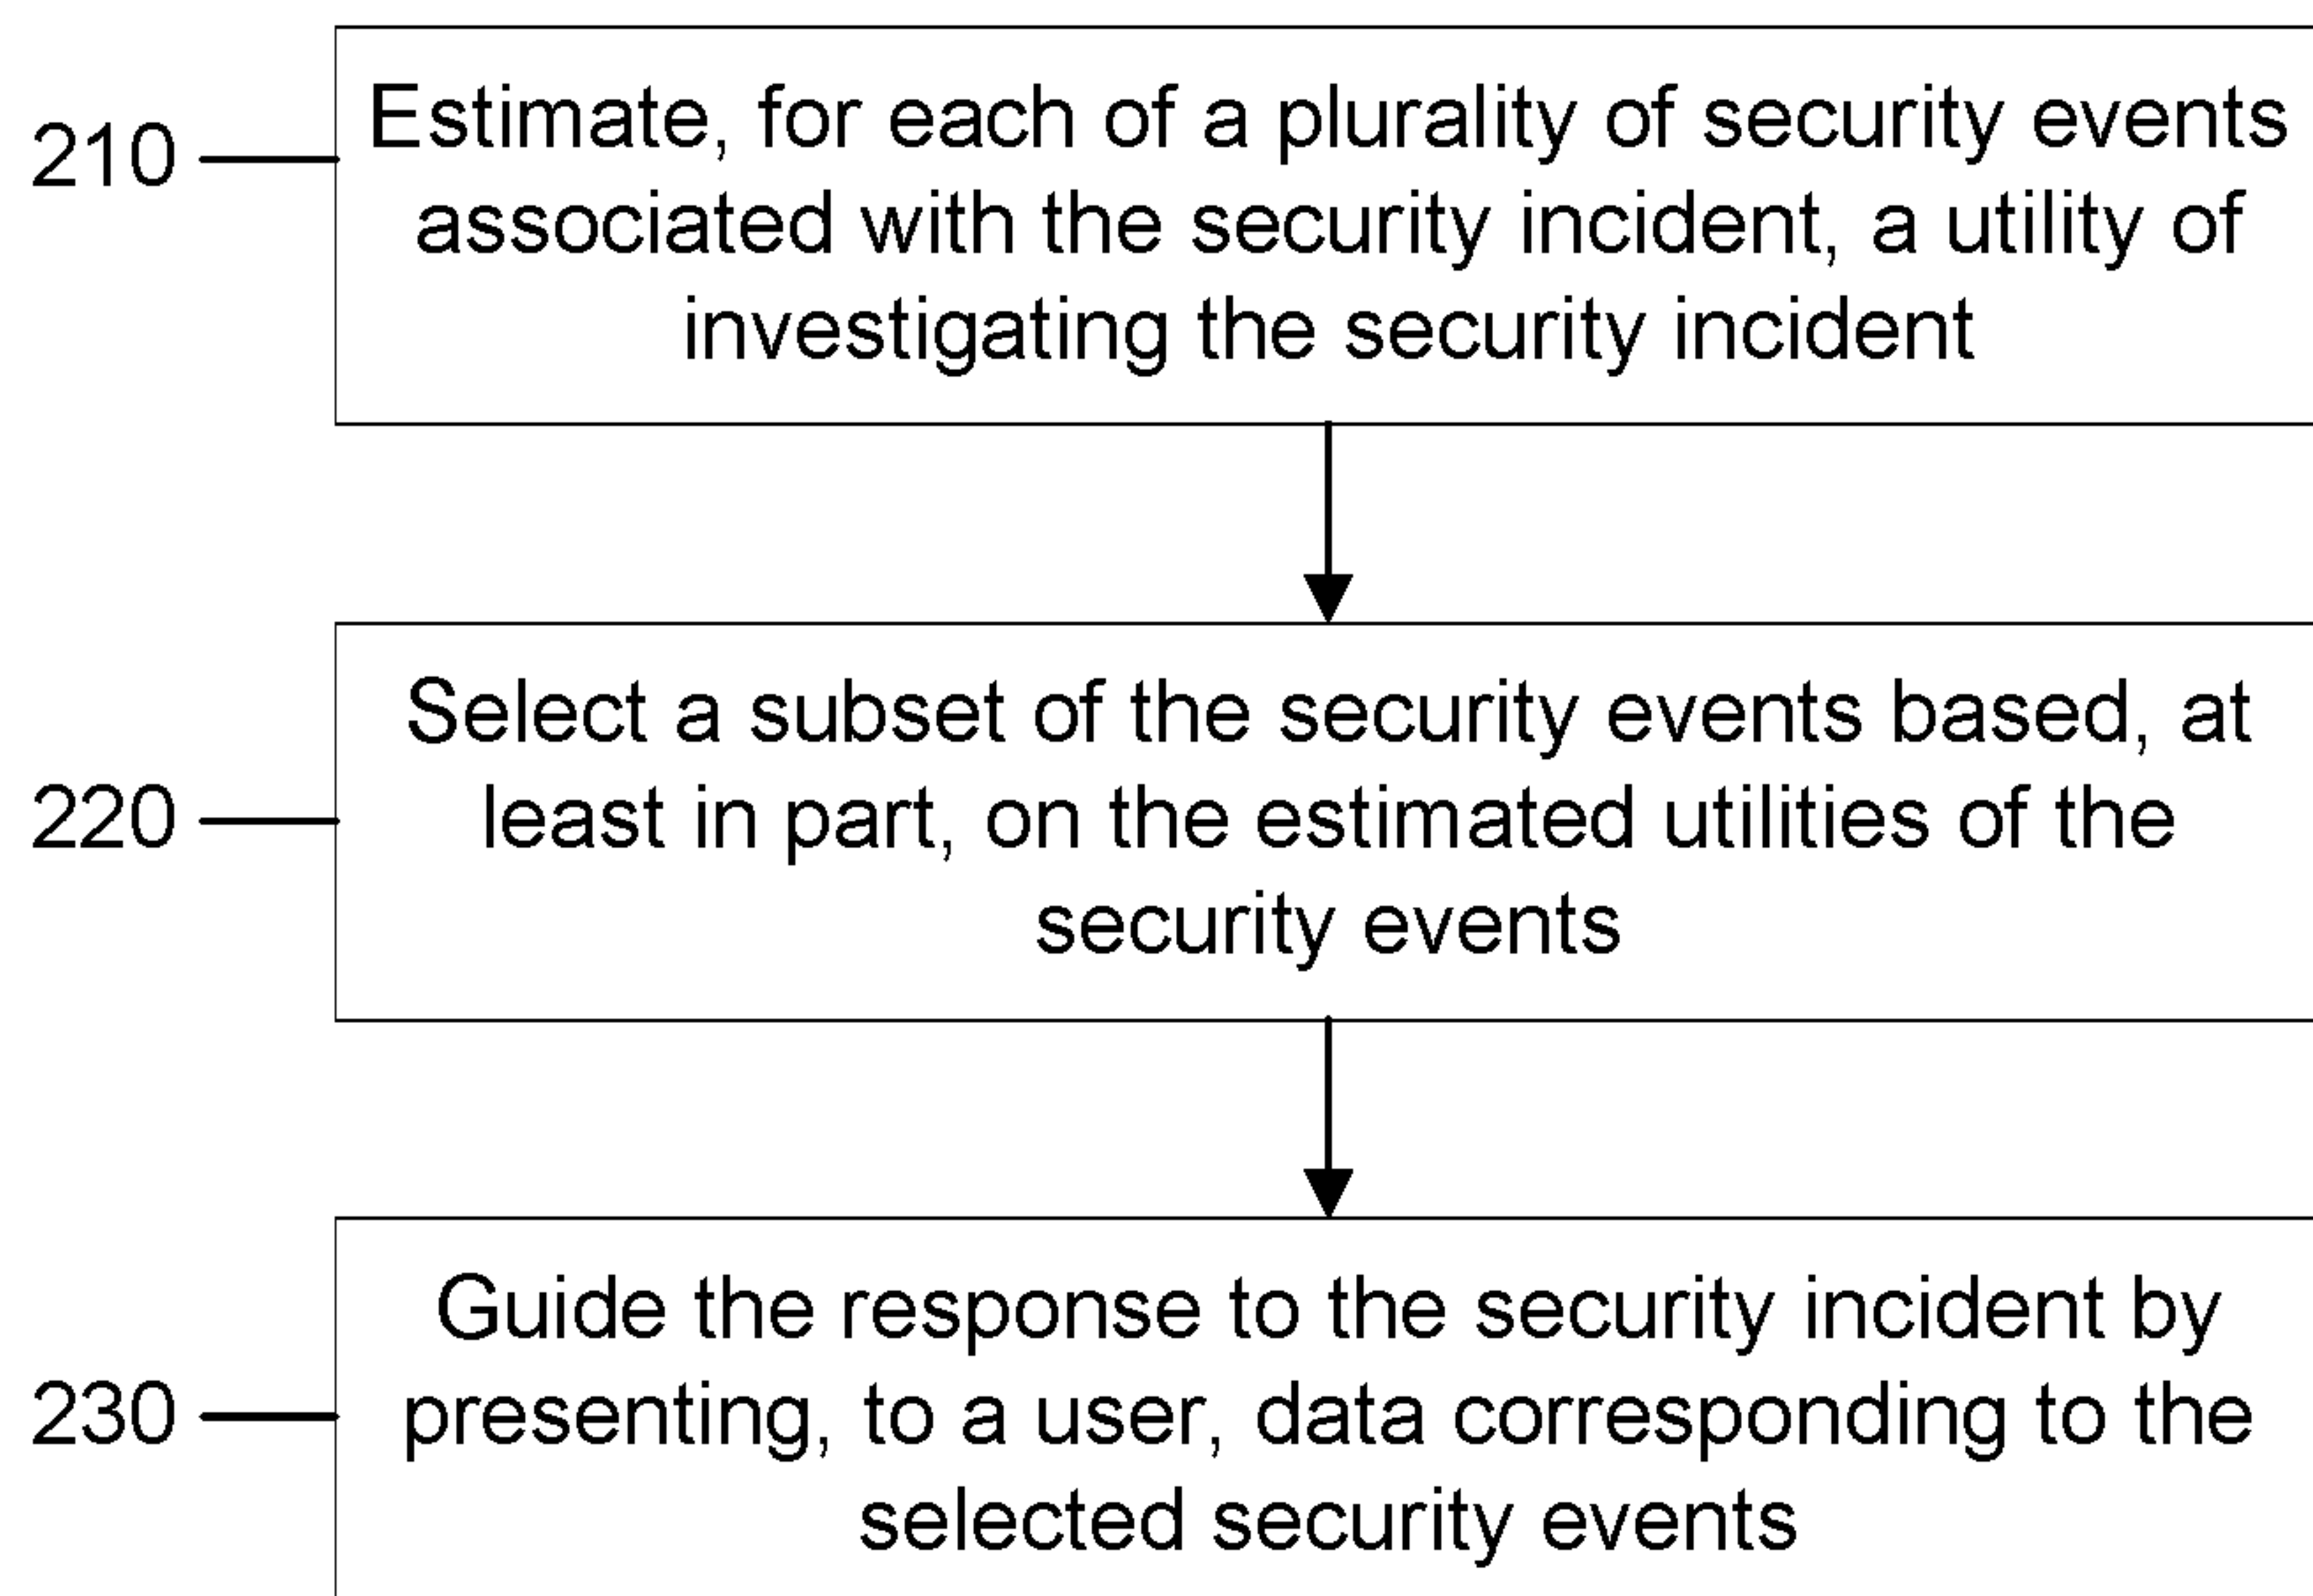 210
Estimate, for each of a plurality of security events
associated with the security incident, a utility of
investigating the security incident
220
Select a subset of the security events based, at
least in part, on the estimated utilities of the
security events
230
Guide the response to the security incident by
presenting, to a user, data corresponding to the
selected security events